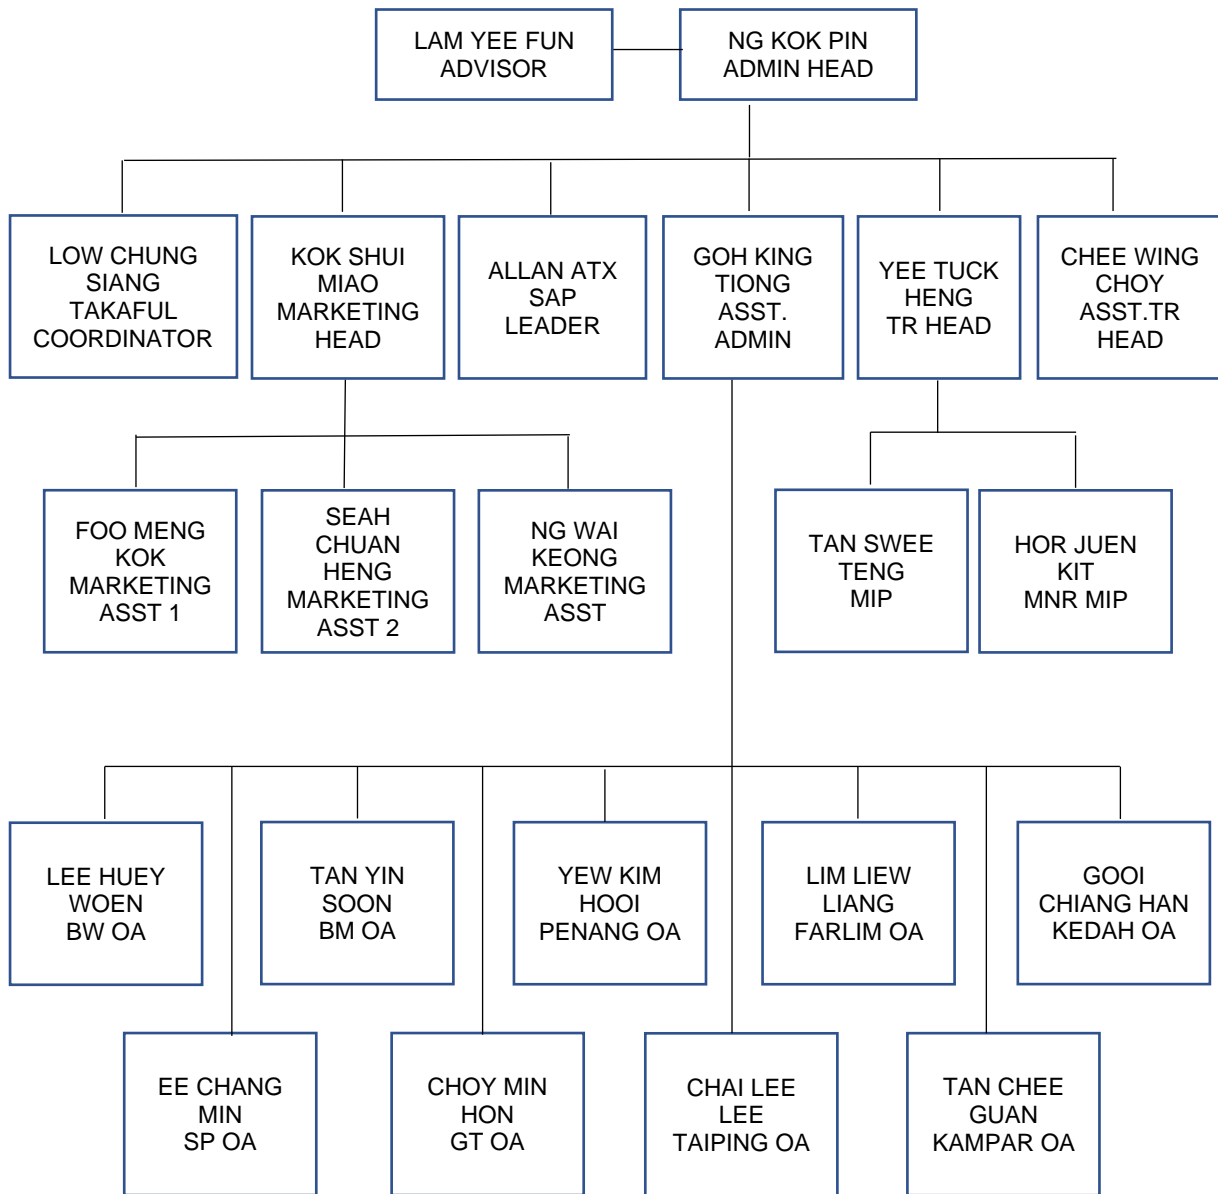 LAM YEE FUN
ADVISOR
NG KOK PIN
ADMIN HEAD
LOW CHUNG
SIANG
TAKAFUL
COORDINATOR
KOK SHUI
MIAO
MARKETING
HEAD
ALLAN ATX
SAP
LEADER
GOH KING
TIONG
ASST.
ADMIN
YEE TUCK
HENG
TR HEAD
CHEE WING
CHOY
ASST.TR
HEAD
FOO MENG
KOK
MARKETING
ASST 1
SEAH
CHUAN
HENG
MARKETING
ASST 2
NG WAI
KEONG
MARKETING
ASST
TAN SWEE
TENG
MIP
HOR JUEN
KIT
MNR MIP
LEE HUEY
WOEN
BW OA
TAN YIN
SOON
BM OA
YEW KIM
HOOI
PENANG OA
LIM LIEW
LIANG
FARLIM OA
GOOI
CHIANG HAN
KEDAH OA
EE CHANG
MIN
SP OA
CHOY MIN
HON
GT OA
CHAI LEE
LEE
TAIPING OA
TAN CHEE
GUAN
KAMPAR OA